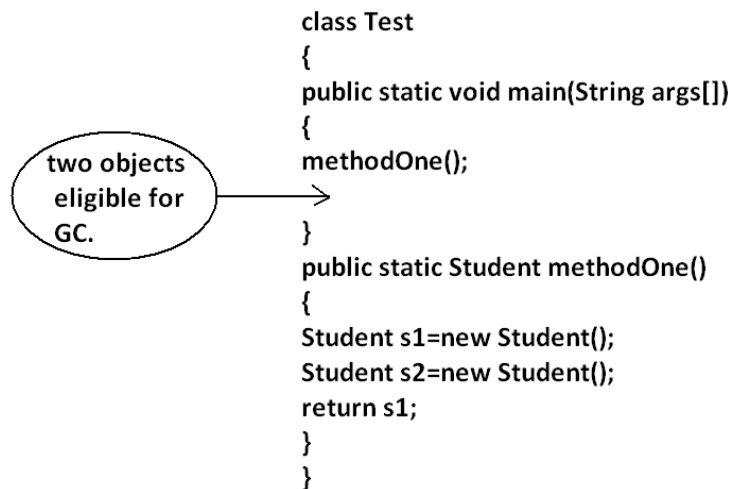 class Test
{
public static void main(String args[])
{
two objects
eligible for
GC.
methodOne();
}
public static Student methodOne()
{
Student s1=new Student();
Student s2=new Student();
return s1;
}
}